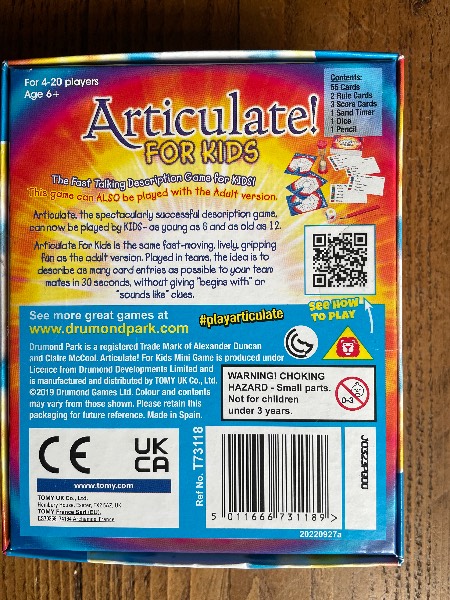 For 4-20 players
Age 6+
Contents:
55 Cards
2 Rule Cards
3 Score Cards
1 Sand Timer
1 Dice
1 Pencil
Articulate!
FOR KIDS
The Fast Talking Description Game for KIDS!
This game can ALSO be played with the Adult version.
Articulate, the spectacularly successful description game,
can now be played by KIDS - as young as 6 and as old as 12.
Articulate For Kids is the same fast-moving, lively, gripping
fun as the adult version. Played in teams, the idea is to
describe as many card entries as possible to your team
mates in 30 seconds, without giving "begins with" or
"sounds like" clues.
SEE HOW
TO PLAY
See more great games at
www.drumondpark.com
#playarticulate
Drumond Park is a registered Trade Mark of Alexander Duncan
and Claire McCool. Articulate! For Kids Mini Game is produced under
Licence from Drumond Developments Limited and
is manufactured and distributed by TOMY UK Co., Ltd.
©2019 Drumond Games Ltd. Colour and contents
may vary from those shown. Please retain this
packaging for future reference. Made in Spain.
WARNING! CHOKING
HAZARD - Small parts.
Not for children
under 3 years.
0-3
CE
UK
CA
www.tomy.com
TOMY UK Co., Ltd.
TOMY France Sarl (EU),
Ref No. T73118
5 011666 731189 >
20220927a